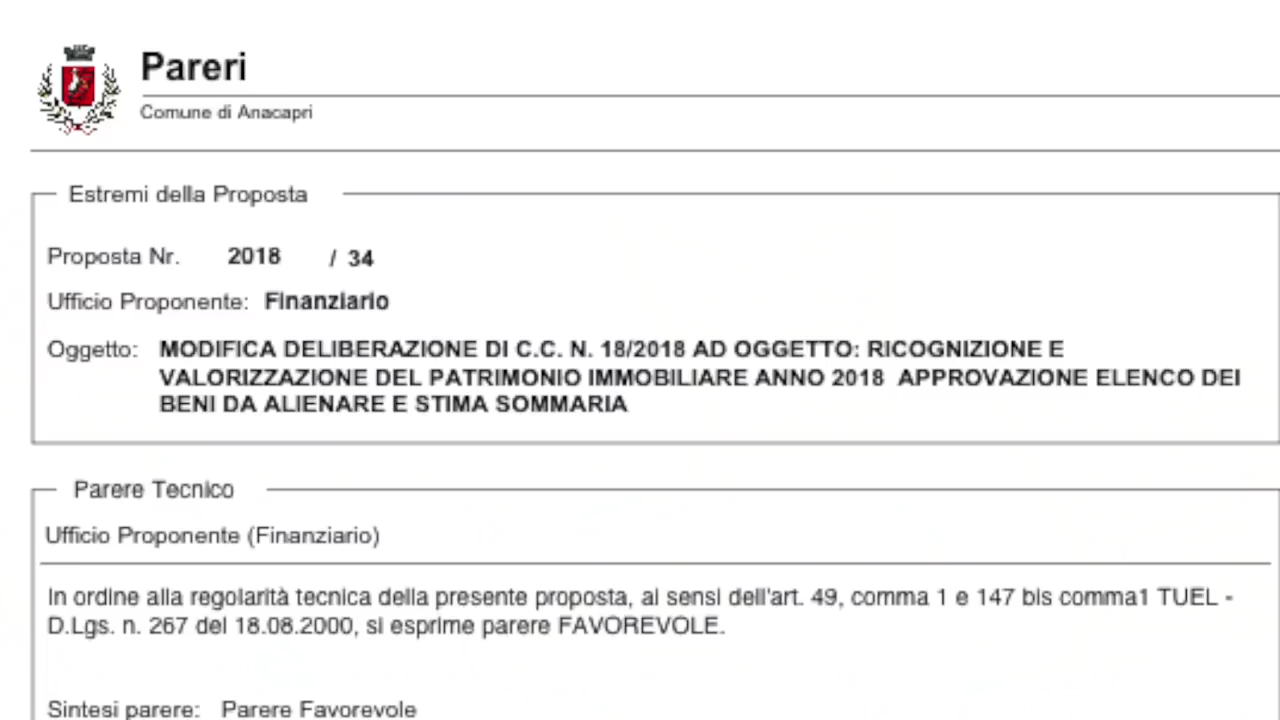 Pareri
Comune di Anacapri
Estremi della Proposta
Proposta Nr. 2018 / 34
Ufficio Proponente: Finanziario
Oggetto: MODIFICA DELIBERAZIONE DI C.C. N. 18/2018 AD OGGETTO: RICOGNIZIONE E
VALORIZZAZIONE DEL PATRIMONIO IMMOBILIARE ANNO 2018 APPROVAZIONE ELENCO DEI
BENI DA ALIENARE E STIMA SOMMARIA
Parere Tecnico
Ufficio Proponente (Finanziario)
In ordine alla regolarità tecnica della presente proposta, ai sensi dell'art. 49, comma 1 e 147 bis comma1 TUEL -
D.Lgs. n. 267 del 18.08.2000, si esprime parere FAVOREVOLE.
Sintesi parere: Parere Favorevole